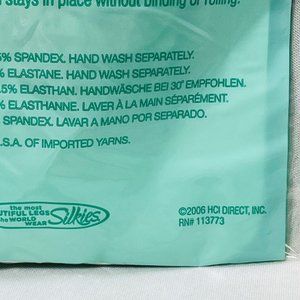 stays in place without binding or rolling.
5% SPANDEX. HAND WASH SEPARATELY.
% ELASTANE. HAND WASH SEPARATELY.
.5% ELASTHAN. HANDWÄSCHE BEI 30° EMPFOHLEN.
% ELASTHANNE. LAVER À LA MAIN SÉPARÉMENT.
SPANDEX. LAVAR A MANO POR SEPARADO.
.S.A. OF IMPORTED YARNS.
the most
UTIFUL LEGS
the WORLD
WEAR
Silkies
©2006 HCI DIRECT, INC.
RN# 113773